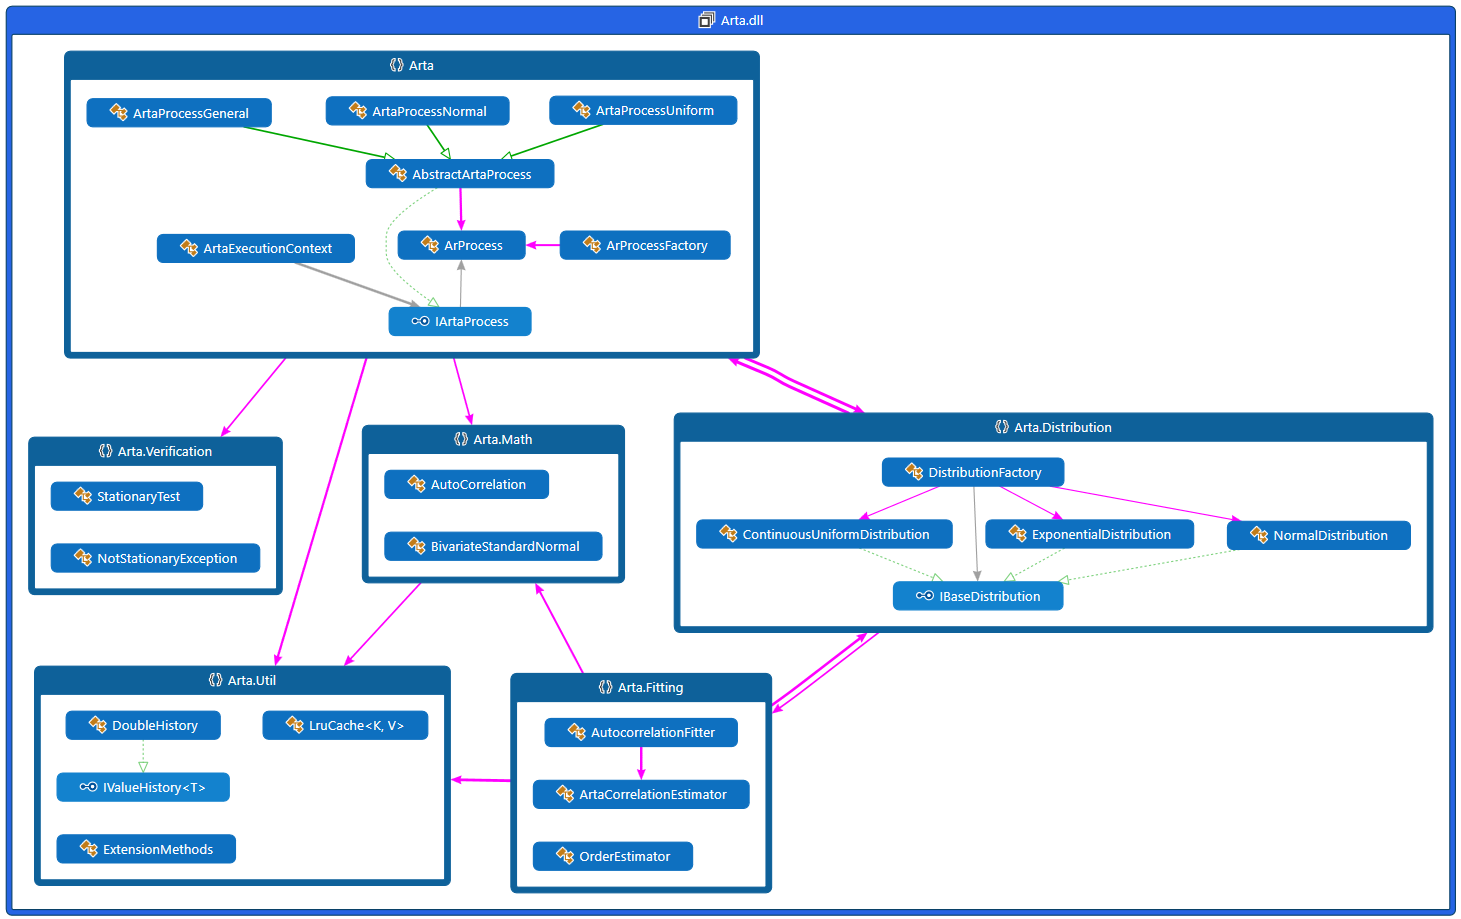 Arta.dll
Arta
ArtaProcessGeneral
ArtaProcessNormal
ArtaProcessUniform
AbstractArtaProcess
ArtaExecutionContext
ArProcess
ArProcessFactory
IArtaProcess
Arta.Verification
StationaryTest
NotStationaryException
Arta.Math
AutoCorrelation
BivariateStandardNormal
Arta.Distribution
DistributionFactory
ContinuousUniformDistribution
ExponentialDistribution
NormalDistribution
IBaseDistribution
Arta.Util
DoubleHistory
LruCache<K, V>
IValueHistory<T>
ExtensionMethods
Arta.Fitting
AutocorrelationFitter
ArtaCorrelationEstimator
OrderEstimator